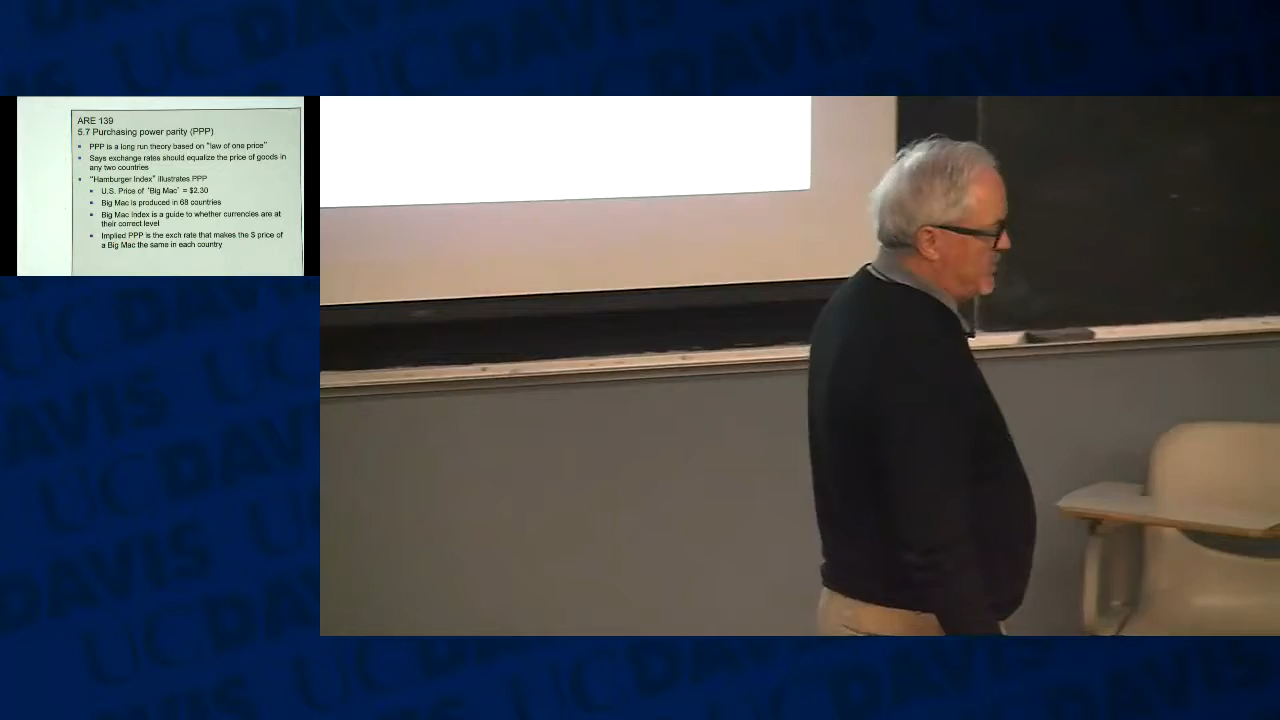 ARE 139
5.7 Purchasing power parity (PPP)
PPP is a long run theory based on "law of one price"
Says exchange rates should equalize the price of goods in
any two countries
"Hamburger Index" illustrates PPP
U.S. Price of 'Big Mac' = $2.30
Big Mac is produced in 68 countries
Big Mac Index is a guide to whether currencies are at
their correct level
Implied PPP is the exch rate that makes the $ price of
a Big Mac the same in each country
UC DAVIS